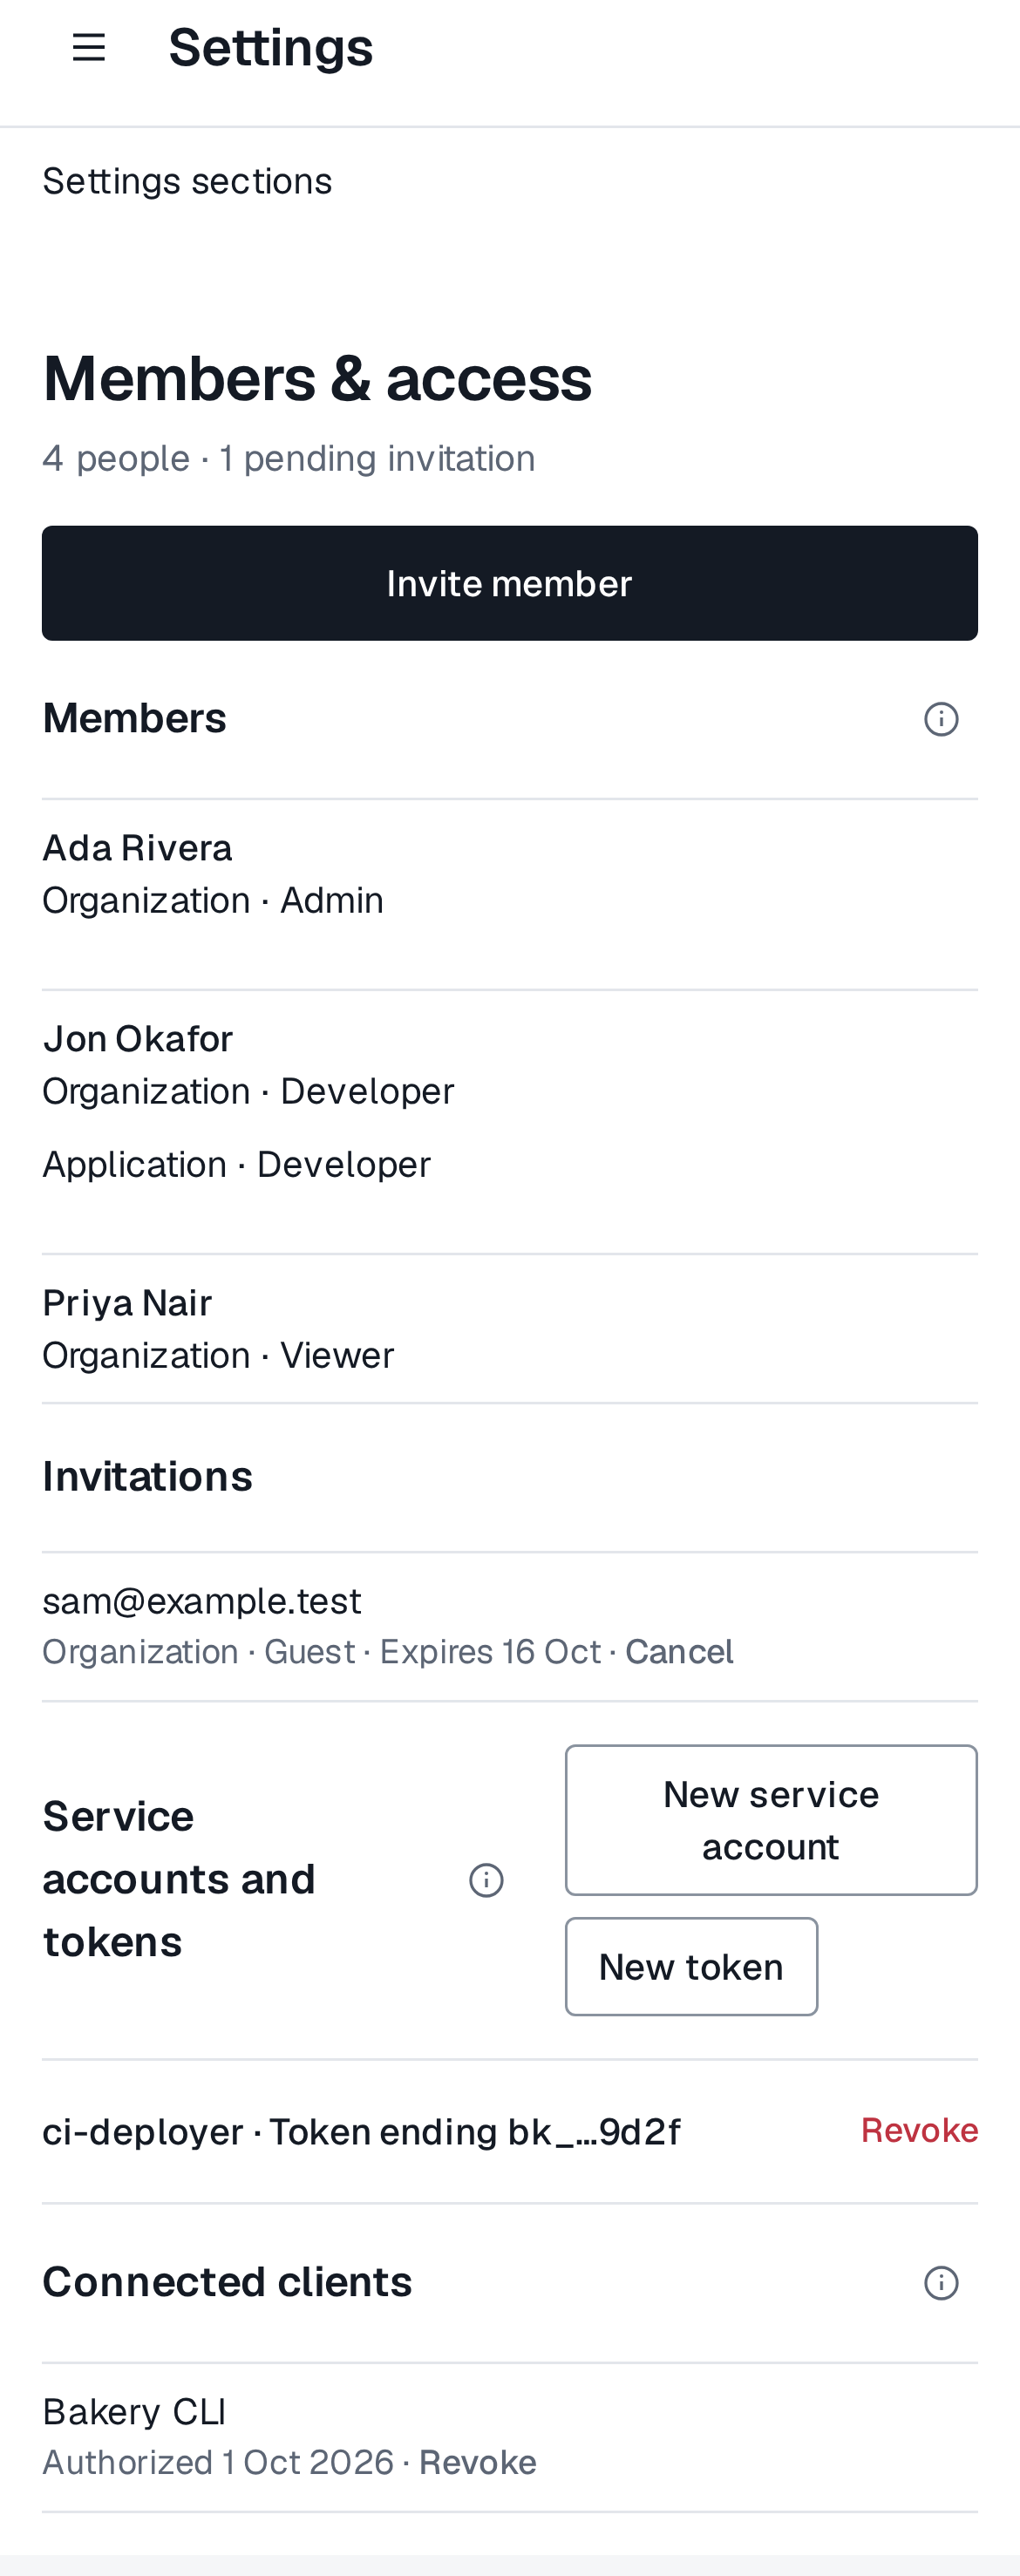 Settings
Settings sections
Members & access
4 people · 1 pending invitation
Invite member
Members
Ada Rivera
Organization · Admin
Jon Okafor
Organization · Developer
Application · Developer
Priya Nair
Organization · Viewer
Invitations
sam@example.test
Organization · Guest · Expires 16 Oct · Cancel
Service
accounts and
tokens
New service
account
New token
ci-deployer · Token ending bk_…9d2f
Revoke
Connected clients
Bakery CLI
Authorized 1 Oct 2026 · Revoke